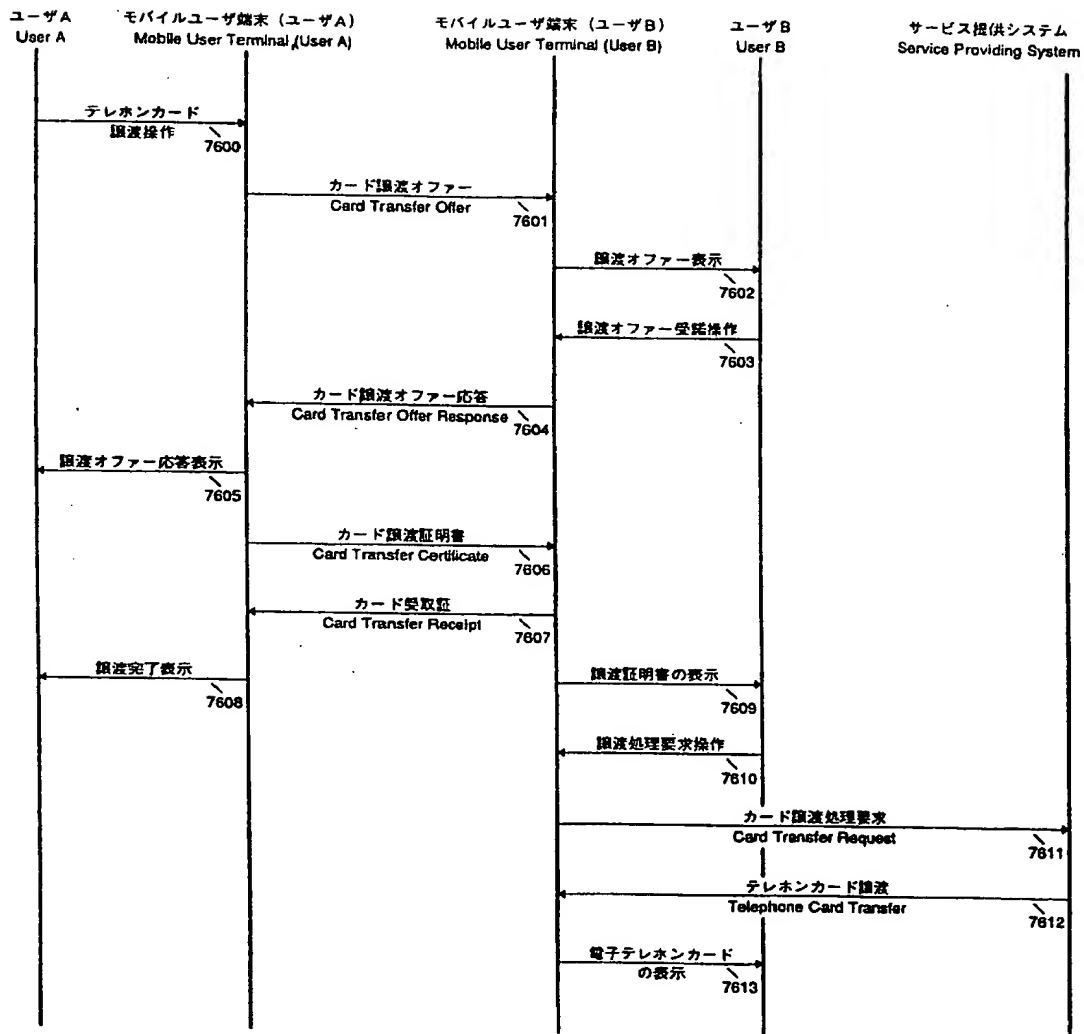 ユーザA
User A
モバイルユーザ端末（ユーザA）
Mobile User Terminal (User A)
モバイルユーザ端末（ユーザB）
Mobile User Terminal (User B)
ユーザB
User B
サービス提供システム
Service Providing System
テレホンカード
譲渡操作
7600
カード譲渡オファー
Card Transfer Offer
7601
譲渡オファー表示
7602
譲渡オファー受諾操作
7603
カード譲渡オファー応答
Card Transfer Offer Response
7604
譲渡オファー応答表示
7605
カード譲渡証明書
Card Transfer Certificate
7606
カード受取証
Card Transfer Receipt
7607
譲渡完了表示
7608
譲渡証明書の表示
7609
譲渡処理要求操作
7610
カード譲渡処理要求
Card Transfer Request
7611
テレホンカード譲渡
Telephone Card Transfer
7612
電子テレホンカード
の表示
7613